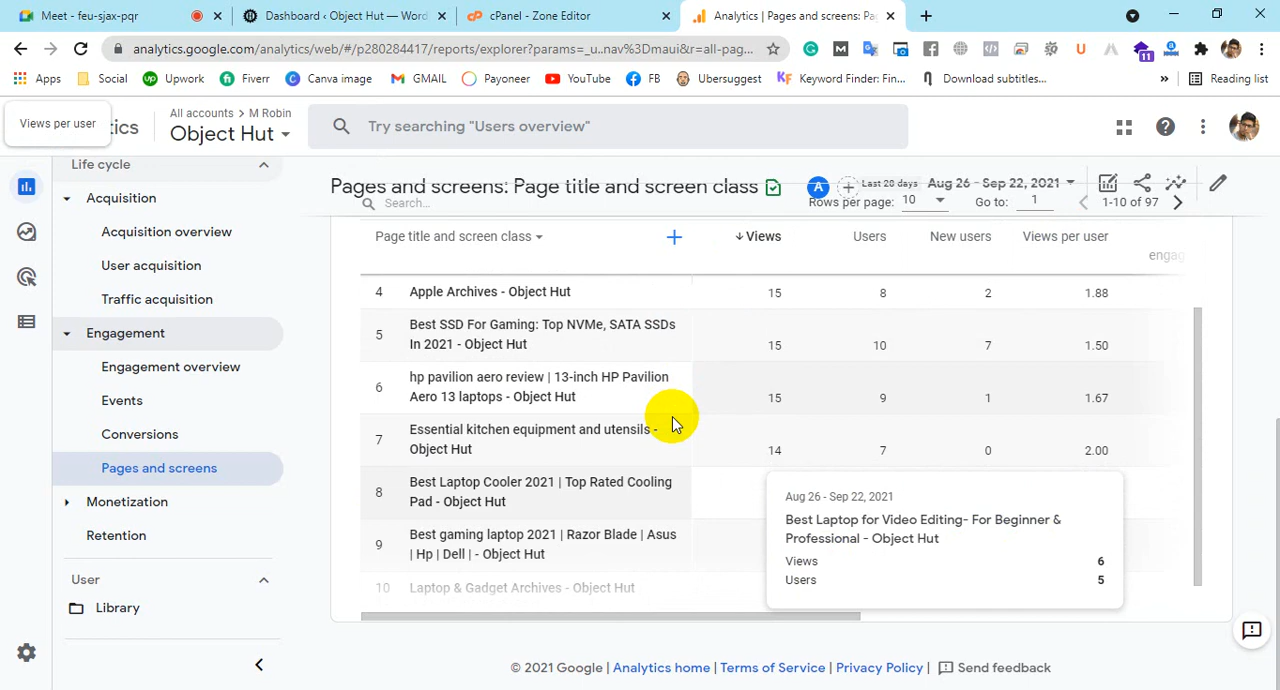 Meet - feu-sjax-pqr
Dashboard ‹ Object Hut — Word
cPanel - Zone Editor
Analytics | Pages and screens: Pa
analytics.google.com/analytics/web/#/p280284417/reports/explorer?params=_u..nav%3Dmaui&r=all-pag...
11
Apps
Social
Upwork
Fiverr
Canva image
GMAIL
Payoneer
YouTube
FB
Ubersuggest
Keyword Finder: Fin...
Download subtitles...
»
Reading list
Views per user
tics
All accounts > M Robin
Object Hut
Try searching "Users overview"
Life cycle
Acquisition
Acquisition overview
User acquisition
Traffic acquisition
Engagement
Engagement overview
Events
Conversions
Pages and screens
Monetization
Retention
User
Library
Pages and screens: Page title and screen class
A
Last 28 days
Aug 26 - Sep 22, 2021
Search...
Rows per page: 10
Go to: 1
1-10 of 97
Page title and screen class
Views
Users
New users
Views per user
engag
4 Apple Archives - Object Hut 15 8 2 1.88
5 Best SSD For Gaming: Top NVMe, SATA SSDs
In 2021 - Object Hut 15 10 7 1.50
6 hp pavilion aero review | 13-inch HP Pavilion
Aero 13 laptops - Object Hut 15 9 1 1.67
7 Essential kitchen equipment and utensils -
Object Hut 14 7 0 2.00
8 Best Laptop Cooler 2021 | Top Rated Cooling
Pad - Object Hut
9 Best gaming laptop 2021 | Razor Blade | Asus
| Hp | Dell | - Object Hut
10 Laptop & Gadget Archives - Object Hut
Aug 26 - Sep 22, 2021
Best Laptop for Video Editing- For Beginner &
Professional - Object Hut
Views 6
Users 5
© 2021 Google | Analytics home | Terms of Service | Privacy Policy | Send feedback